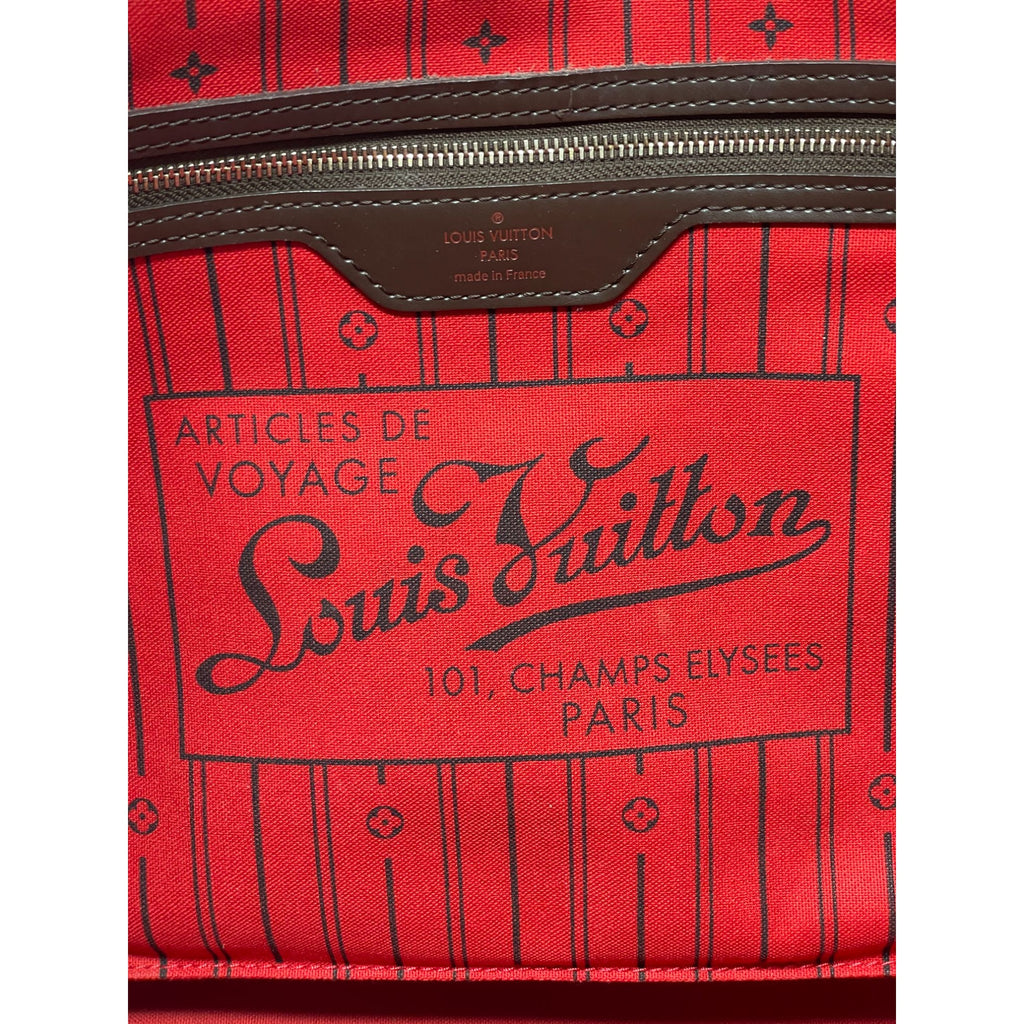 ®
LOUIS VUITTON
PARIS
made in France
ARTICLES DE
VOYAGE
Louis Vuitton
101, CHAMPS ELYSEES
PARIS